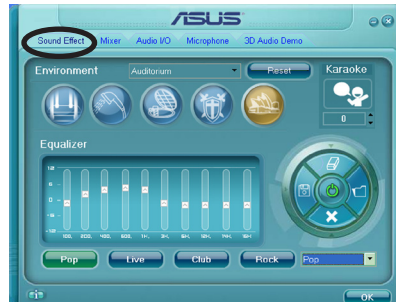 ASUS
Sound Effect Mixer Audio I/O Microphone 3D Audio Demo
Environment Auditorium Reset Karaoke
0
Equalizer
Pop Live Club Rock Pop
OK